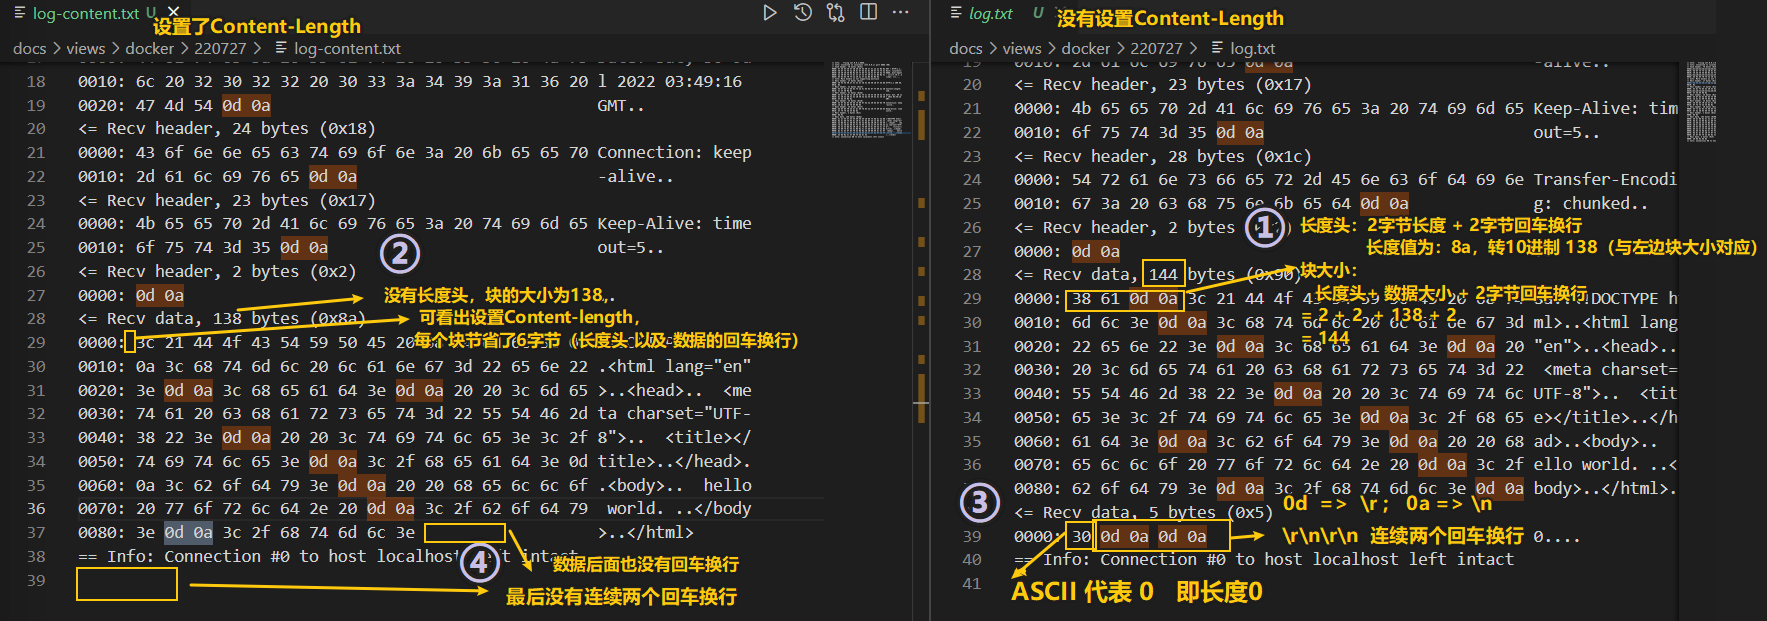 log-content.txt U
设置了Content-Length
docs > views > docker > 220727 > log-content.txt
18 0010: 6c 20 32 30 32 32 20 30 33 3a 34 39 3a 31 36 20 l 2022 03:49:16
19 0020: 47 4d 54 0d 0a GMT..
20 <= Recv header, 24 bytes (0x18)
21 0000: 43 6f 6e 6e 65 63 74 69 6f 6e 3a 20 6b 65 65 70 Connection: keep
22 0010: 2d 61 6c 69 76 65 0d 0a -alive..
23 <= Recv header, 23 bytes (0x17)
24 0000: 4b 65 65 70 2d 41 6c 69 76 65 3a 20 74 69 6d 65 Keep-Alive: time
25 0010: 6f 75 74 3d 35 0d 0a out=5..
②
26 <= Recv header, 2 bytes (0x2)
27 0000: 0d 0a
没有长度头，块的大小为138,
28 <= Recv data, 138 bytes (0x8a)
可看出设置Content-length，
29 0000: 3c 21 44 4f 43 54 59 50 45 20
每个块节省了6字节（长度头 以及 数据的回车换行）
30 0010: 0a 3c 68 74 6d 6c 20 6c 61 6e 67 3d 22 65 6e 22 .<html lang="en"
31 0020: 3e 0d 0a 3c 68 65 61 64 3e 0d 0a 20 20 3c 6d 65 >..<head>..  <me
32 0030: 74 61 20 63 68 61 72 73 65 74 3d 22 55 54 46 2d ta charset="UTF-
33 0040: 38 22 3e 0d 0a 20 20 3c 74 69 74 6c 65 3e 3c 2f 8">..  <title></
34 0050: 74 69 74 6c 65 3e 0d 0a 3c 2f 68 65 61 64 3e 0d title>..</head>.
35 0060: 0a 3c 62 6f 64 79 3e 0d 0a 20 20 68 65 6c 6c 6f .<body>..  hello
36 0070: 20 77 6f 72 6c 64 2e 20 0d 0a 3c 2f 62 6f 64 79  world. ..</body
37 0080: 3e 0d 0a 3c 2f 68 74 6d 6c 3e >..</html>
38 == Info: Connection #0 to host localhost left intact
④
数据后面也没有回车换行
39
最后没有连续两个回车换行
log.txt U
没有设置Content-Length
docs > views > docker > 220727 > log.txt
19 0010: 2d 61 6c 69 76 65 0d 0a -alive..
20 <= Recv header, 23 bytes (0x17)
21 0000: 4b 65 65 70 2d 41 6c 69 76 65 3a 20 74 69 6d 65 Keep-Alive: tim
22 0010: 6f 75 74 3d 35 0d 0a out=5..
23 <= Recv header, 28 bytes (0x1c)
24 0000: 54 72 61 6e 73 66 65 72 2d 45 6e 63 6f 64 69 6e Transfer-Encodi
25 0010: 67 3a 20 63 68 75 6e 6b 65 64 0d 0a g: chunked..
26 <= Recv header, 2 bytes
① 长度头：2字节长度 + 2字节回车换行
长度值为：8a，转10进制 138（与左边块大小对应）
27 0000: 0d 0a
28 <= Recv data, 144 bytes (0x90)
块大小：
29 0000: 38 61 0d 0a 3c 21 44 4f 43 DOCTYPE h
长度头+ 数据大小 + 2字节回车换行
30 0010: 6d 6c 3e 0d 0a 3c 68 74 6d 6c 20 6c 61 6e 67 3d ml>..<html lang
= 2 + 2 + 138 + 2
31 0020: 22 65 6e 22 3e 0d 0a 3c 68 65 61 64 3e 0d 0a 20 "en">..<head>..
= 144
32 0030: 20 3c 6d 65 74 61 20 63 68 61 72 73 65 74 3d 22  <meta charset=
33 0040: 55 54 46 2d 38 22 3e 0d 0a 20 20 3c 74 69 74 6c UTF-8">..  <tit
34 0050: 65 3e 3c 2f 74 69 74 6c 65 3e 0d 0a 3c 2f 68 65 e></title>..</h
35 0060: 61 64 3e 0d 0a 3c 62 6f 64 79 3e 0d 0a 20 20 68 ad>..<body>..
36 0070: 65 6c 6c 6f 20 77 6f 72 6c 64 2e 20 0d 0a 3c 2f ello world. ..<
37 0080: 62 6f 64 79 3e 0d 0a 3c 2f 68 74 6d 6c 3e 0d 0a body>..</html>.
③ 0d => \r ; 0a => \n
<= Recv data, 5 bytes (0x5)
39 0000: 30 0d 0a 0d 0a 0....
\r\n\r\n 连续两个回车换行
40 == Info: Connection #0 to host localhost left intact
41
ASCII 代表 0 即长度0